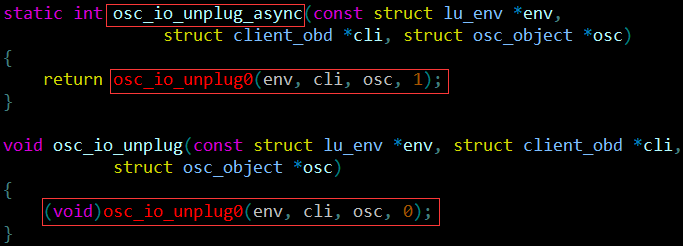 static int osc_io_unplug_async(const struct lu_env *env,
struct client_obd *cli, struct osc_object *osc)
{
return osc_io_unplug0(env, cli, osc, 1);
}
void osc_io_unplug(const struct lu_env *env, struct client_obd *cli,
struct osc_object *osc)
{
(void)osc_io_unplug0(env, cli, osc, 0);
}